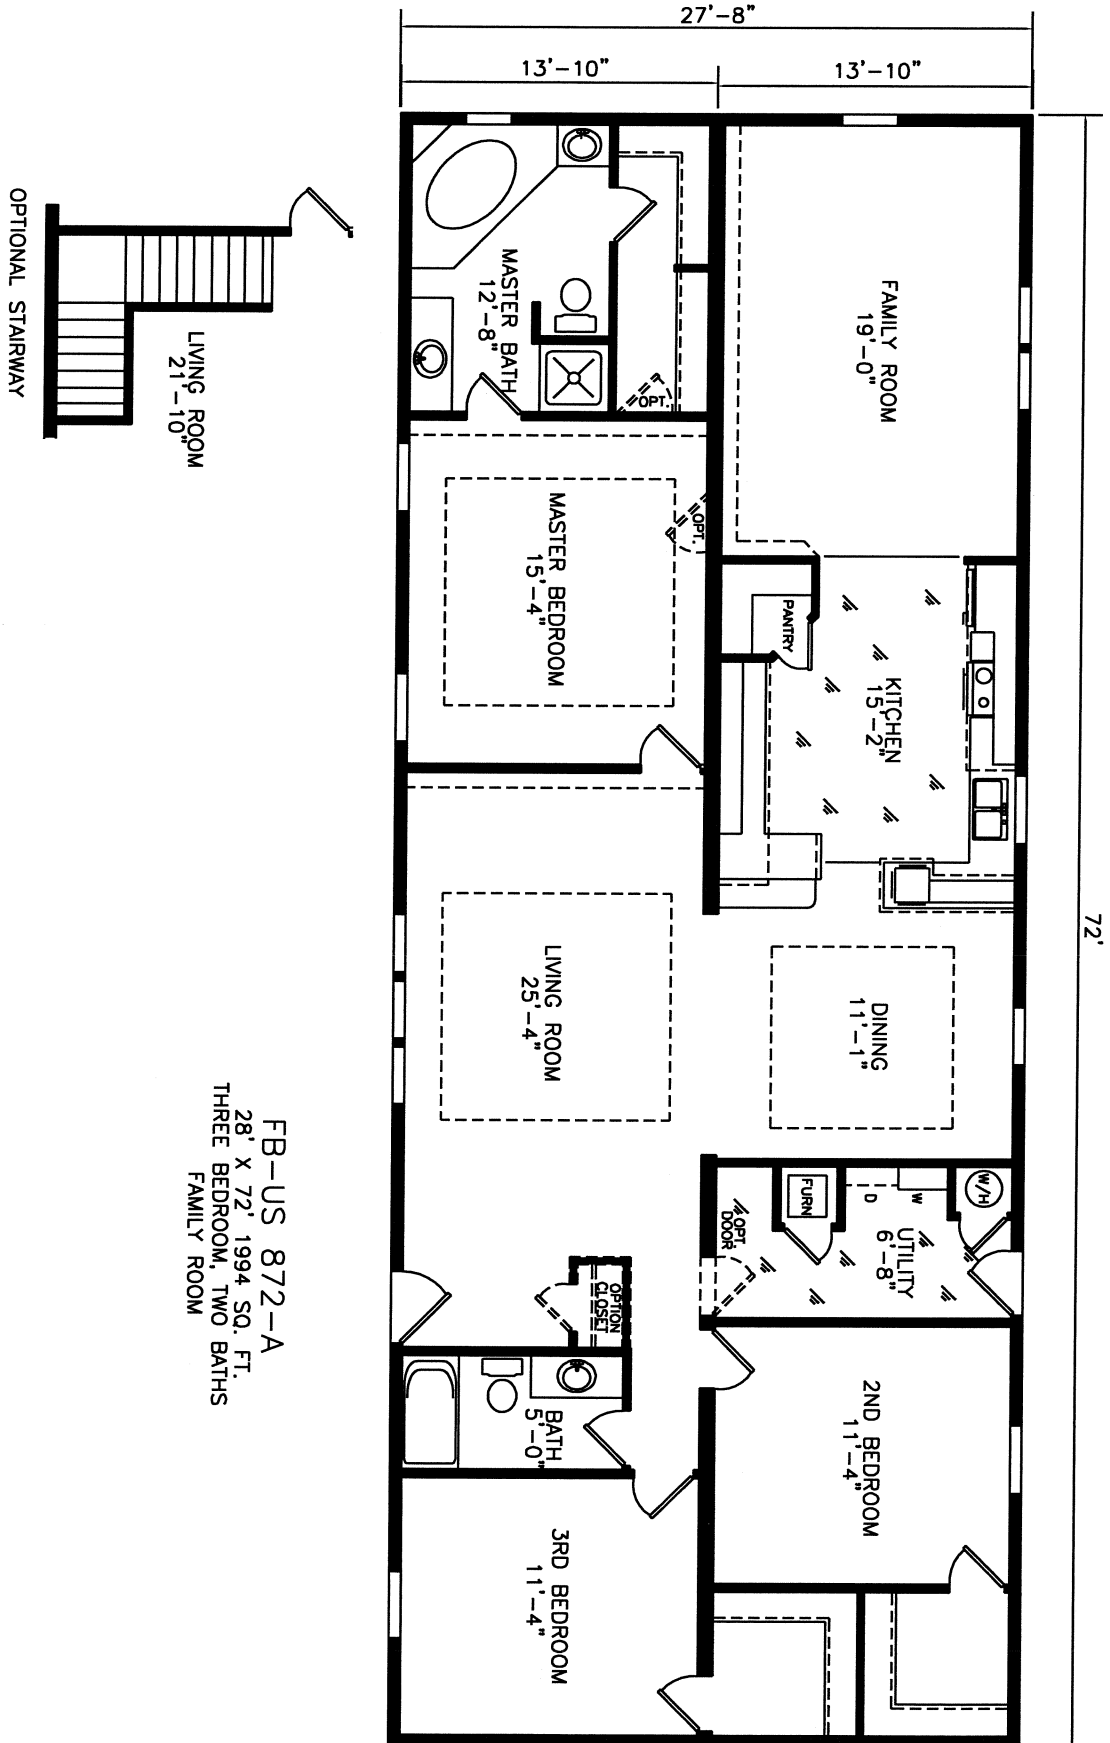 72'
27'-8"
13'-10"
13'-10"
FAMILY ROOM
19'-0"
KITCHEN
15'-2"
PANTRY
DINING
11'-1"
W/H
W
D
FURN
UTILITY
6'-8"
OPT.
DOOR
2ND BEDROOM
11'-4"
MASTER BATH
12'-8"
OPT.
OPT.
MASTER BEDROOM
15'-4"
LIVING ROOM
25'-4"
OPTION
CLOSET
BATH
5'-0"
3RD BEDROOM
11'-4"
LIVING ROOM
21'-10"
OPTIONAL STAIRWAY
FB-US 872-A
28' X 72' 1994 SQ. FT.
THREE BEDROOM, TWO BATHS
FAMILY ROOM